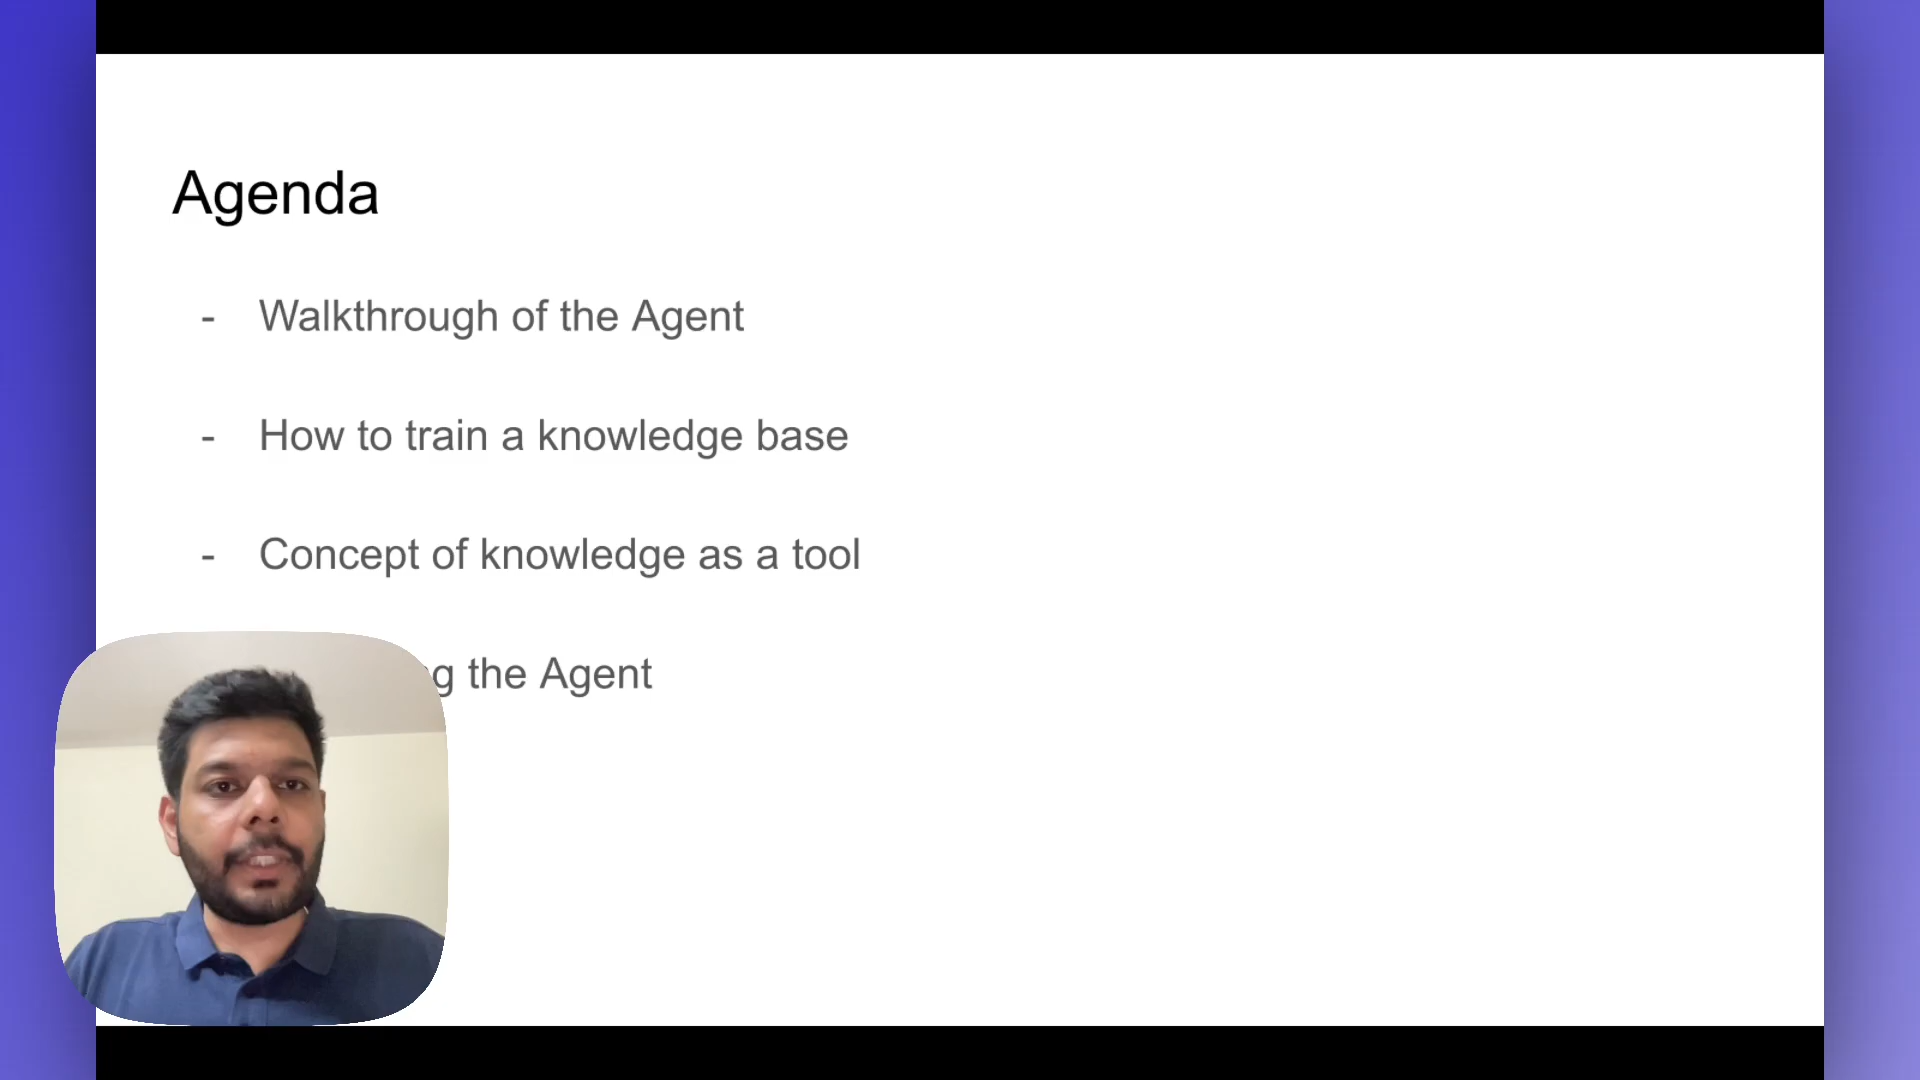 Agenda
- Walkthrough of the Agent
- How to train a knowledge base
- Concept of knowledge as a tool
the Agent